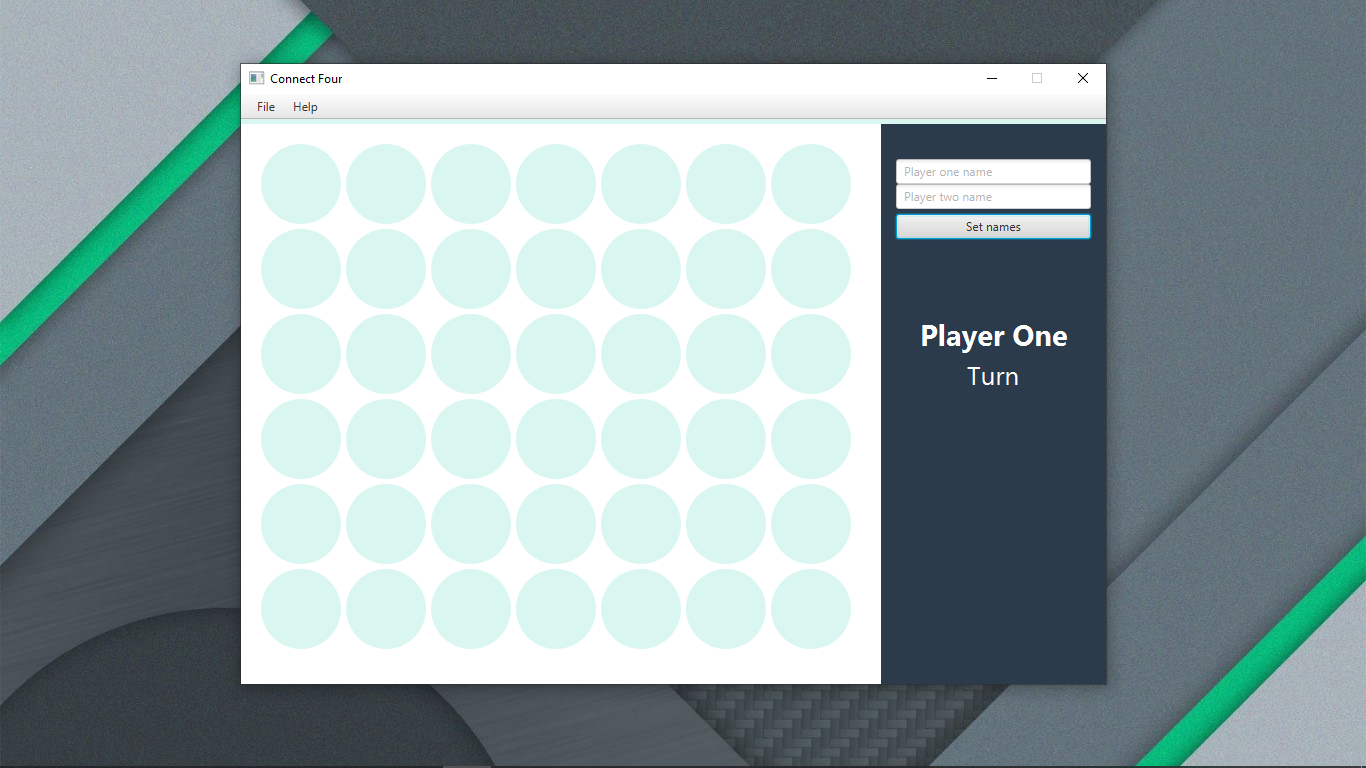 Connect Four
File Help
Player one name
Player two name
Set names
Player One
Turn